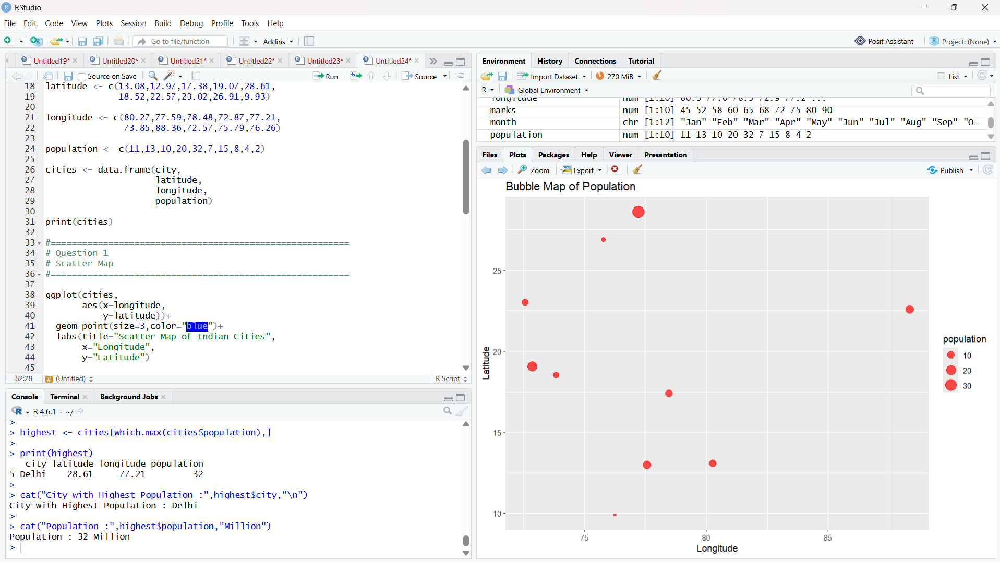 RStudio
File Edit Code View Plots Session Build Debug Profile Tools Help
Go to file/function Addins Posit Assistant Project: (None)
Untitled19* Untitled20* Untitled21* Untitled22* Untitled23* Untitled24*
Source on Save Run Source
18 latitude <- c(13.08,12.97,17.38,19.07,28.61,
19 18.52,22.57,23.02,26.91,9.93)
20
21 longitude <- c(80.27,77.59,78.48,72.87,77.21,
22 73.85,88.36,72.57,75.79,76.26)
23
24 population <- c(11,13,10,20,32,7,15,8,4,2)
25
26 cities <- data.frame(city,
27 latitude,
28 longitude,
29 population)
30
31 print(cities)
32
33 #=========================================================
34 # Question 1
35 # Scatter Map
36 #=========================================================
37
38 ggplot(cities,
39 aes(x=longitude,
40 y=latitude))+
41 geom_point(size=3,color="blue")+
42 labs(title="Scatter Map of Indian Cities",
43 x="Longitude",
44 y="Latitude")
45
82:28 # (Untitled) R Script
Console Terminal Background Jobs
R 4.6.1 · ~/
>
> highest <- cities[which.max(cities$population),]
>
> print(highest)
city latitude longitude population
5 Delhi 28.61 77.21 32
>
> cat("City with Highest Population :",highest$city,"\n")
City with Highest Population : Delhi
>
> cat("Population :",highest$population,"Million")
Population : 32 Million
>
Environment History Connections Tutorial
Import Dataset 270 MiB List
R Global Environment
longitude num [1:10] 80.3 77.6 78.5 72.9 77.2 ...
marks num [1:10] 45 52 58 60 65 68 72 75 80 90
month chr [1:12] "Jan" "Feb" "Mar" "Apr" "May" "Jun" "Jul" "Aug" "Sep" "O...
population num [1:10] 11 13 10 20 32 7 15 8 4 2
Files Plots Packages Help Viewer Presentation
Zoom Export Publish
Bubble Map of Population
25
20
15
10
Latitude
75 80 85
Longitude
population
10
20
30